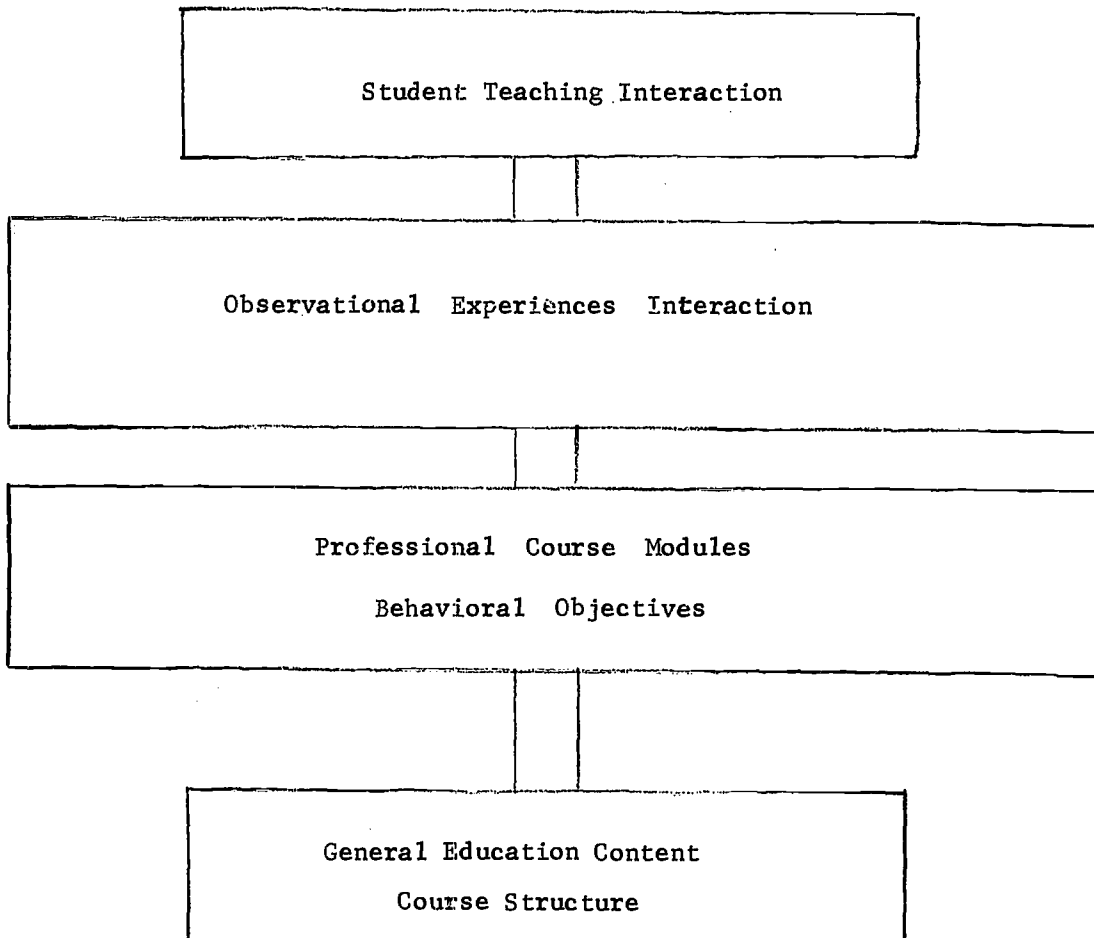 Student Teaching Interaction
Observational Experiences Interaction
Professional Course Modules
Behavioral Objectives
General Education Content
Course Structure